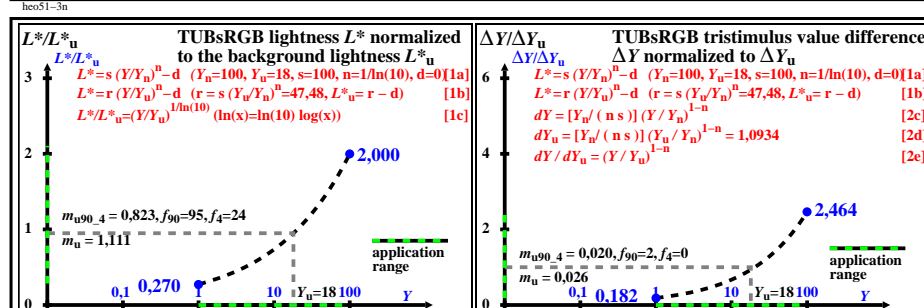 heo51-3n
L*/L*u TUBsRGB lightness L* normalized
L*/L*u to the background lightness L*u
3 L*=s (Y/Yn)^n–d (Yn=100, Yu=18, s=100, n=1/ln(10), d=0)[1a]
L*=r (Y/Yu)^n–d (r = s (Yu/Yn)^n=47,48, L*u= r – d) [1b]
L*/L*u=(Y/Yu)^1/ln(10) (ln(x)=ln(10) log(x)) [1c]
2
2,000
1
mu90_4 = 0,823, f90=95, f4=24
mu = 1,111
application
range
0,270
0 0,1 1 10 Yu=18 100 Y
ΔY/ΔYu TUBsRGB tristimulus value difference
ΔY/ΔYu ΔY normalized to ΔYu
6 L*=s (Y/Yn)^n–d (Yn=100, Yu=18, s=100, n=1/ln(10), d=0)[1a]
L*=r (Y/Yu)^n–d (r = s (Yu/Yn)^n=47,48, L*u= r – d) [1b]
dY = [Yn/ ( n s )] (Y / Yn)^1–n [2c]
dYu = [Yn/ ( n s )] (Yu / Yn)^1–n = 1,0934 [2d]
4 dY / dYu = (Y / Yu)^1–n [2e]
2,464
2
mu90_4 = 0,020, f90=2, f4=0
mu = 0,026
application
range
0,182
0 0,1 1 10 Yu=18 100 Y